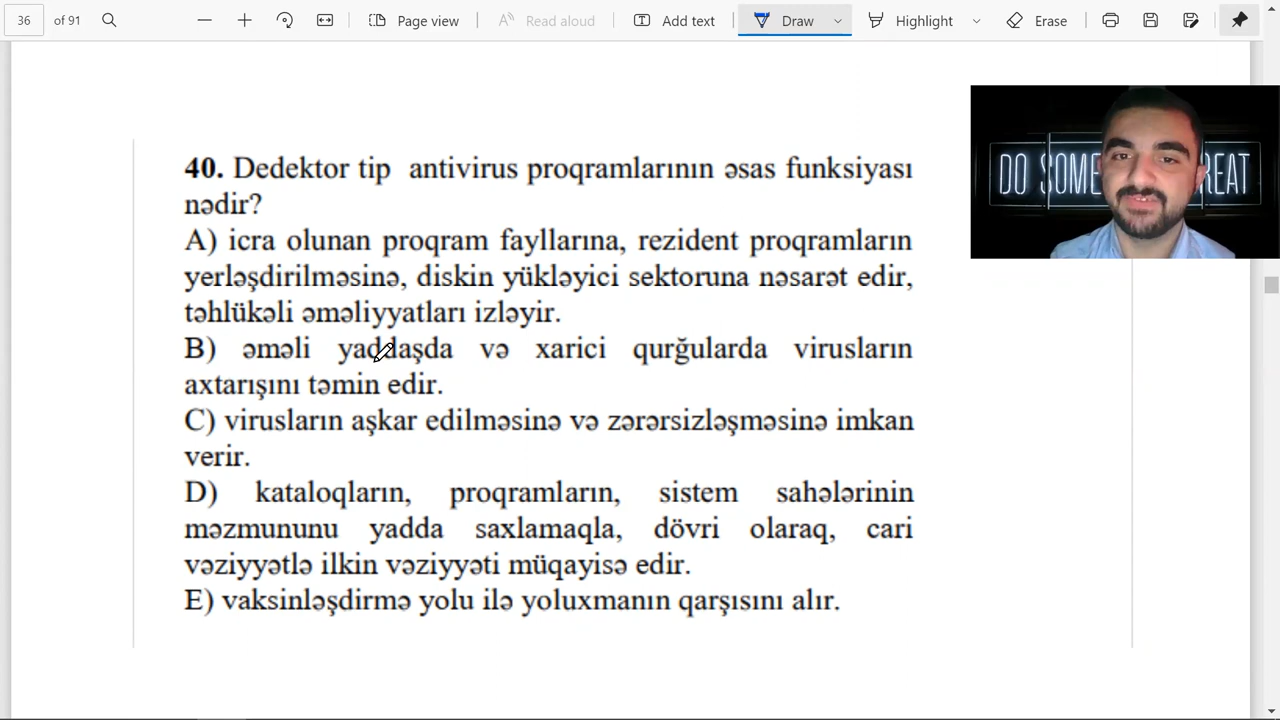 36 of 91 Page view Read aloud Add text Draw Highlight Erase
DO SOME REAT
40. Dedektor tip antivirus proqramlarının əsas funksiyası
nədir?
A) icra olunan proqram fayllarına, rezident proqramların
yerləşdirilməsinə, diskin yükləyici sektoruna nəsarət edir,
təhlükəli əməliyyatları izləyir.
B) əməli yaddaşda və xarici qurğularda virusların
axtarışını təmin edir.
C) virusların aşkar edilməsinə və zərərsizləşməsinə imkan
verir.
D) kataloqların, proqramların, sistem sahələrinin
məzmununu yadda saxlamaqla, dövri olaraq, cari
vəziyyətlə ilkin vəziyyəti müqayisə edir.
E) vaksinləşdirmə yolu ilə yoluxmanın qarşısını alır.